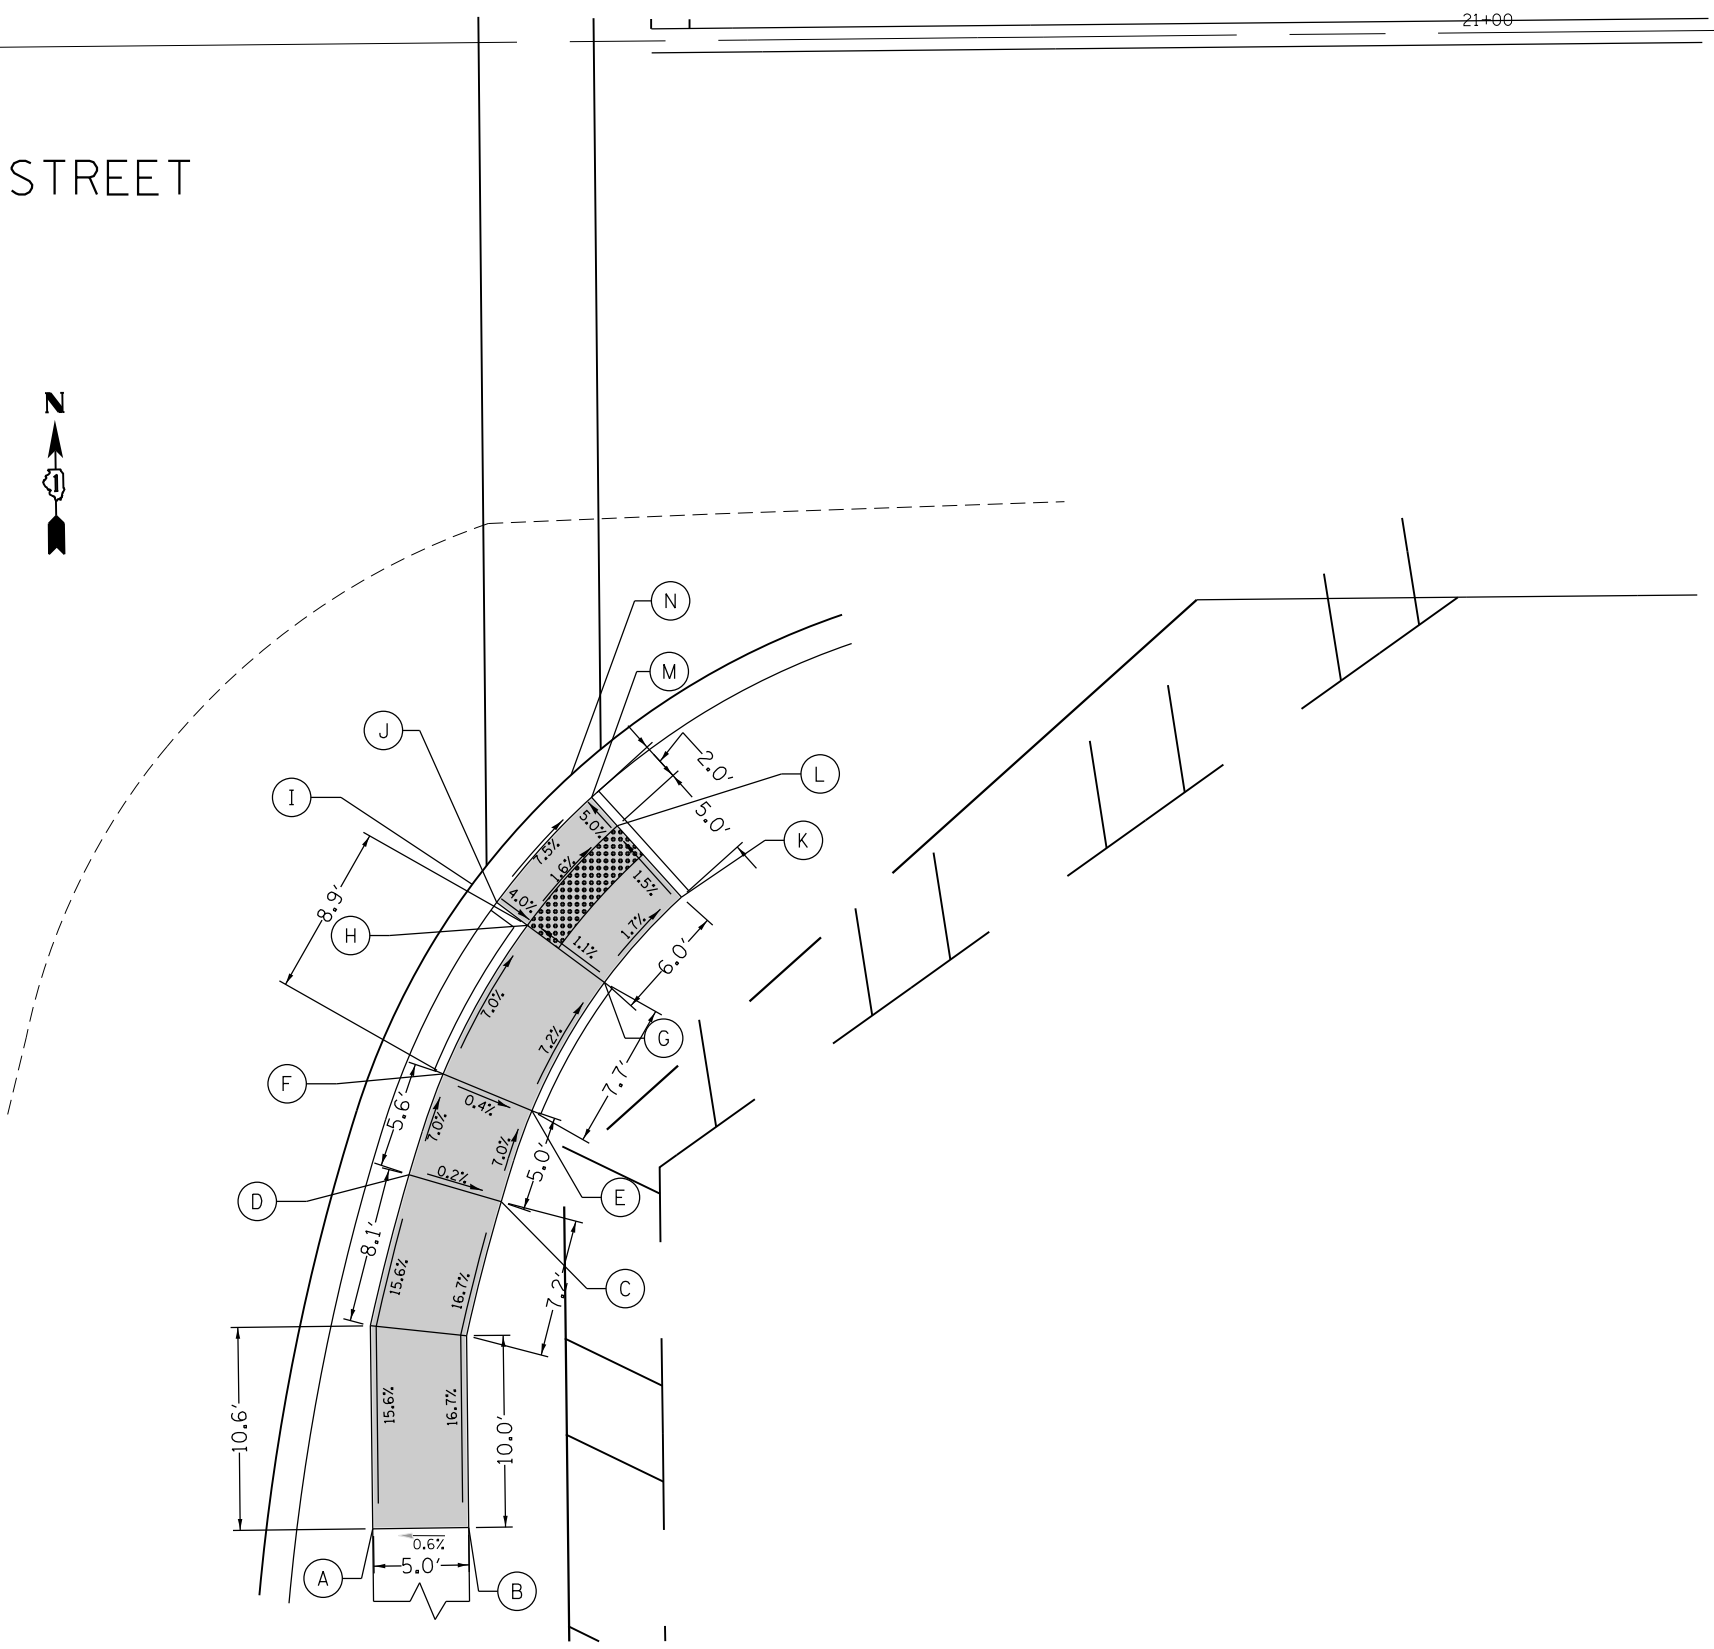 21+00
STREET
N
1
N
M
J
L
I
K
2.0'
5.0'
5.0%
7.5%
1.6%
1.5%
4.0%
8.9'
H
1.1%
1.7%
6.0'
7.0%
7.2%
G
7.7'
F
0.4%
5.6'
7.0%
7.0%
5.0'
0.2%
D
E
8.1'
15.6%
16.7%
7.2'
C
10.6'
15.6%
16.7%
10.0'
0.6%
5.0'
A
B